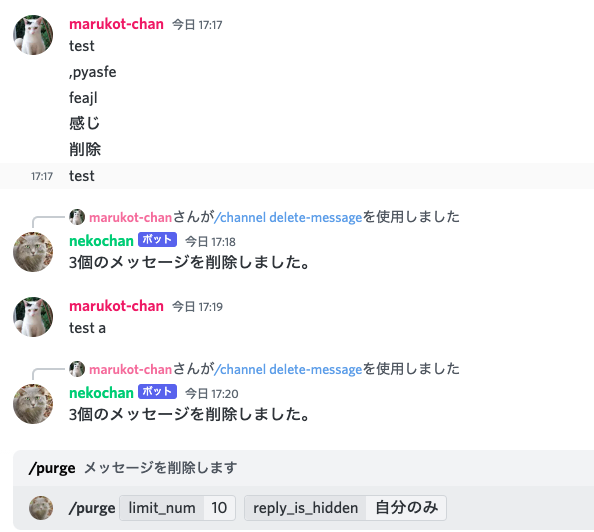 marukot-chan 今日 17:17
test
,pyasfe
feajl
感じ
削除
17:17 test
marukot-chanさんが/channel delete-messageを使用しました
nekochan ボット 今日 17:18
3個のメッセージを削除しました。
marukot-chan 今日 17:19
test a
marukot-chanさんが/channel delete-messageを使用しました
nekochan ボット 今日 17:20
3個のメッセージを削除しました。
/purge メッセージを削除します
/purge limit_num 10 reply_is_hidden 自分のみ